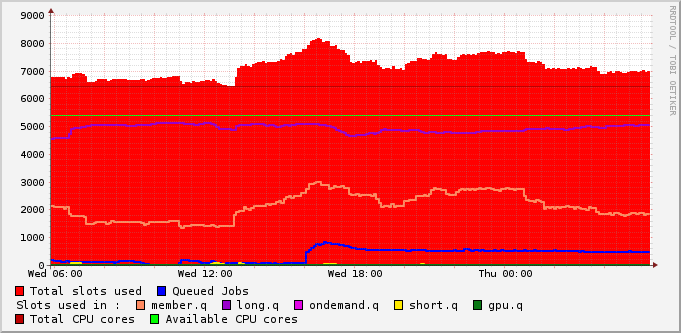 9000
8000
7000
6000
5000
4000
3000
2000
1000
0
Wed 06:00 Wed 12:00 Wed 18:00 Thu 00:00
Total slots used Queued Jobs
Slots used in : member.q long.q ondemand.q short.q gpu.q
Total CPU cores Available CPU cores
RRDTOOL / TOBI OETIKER